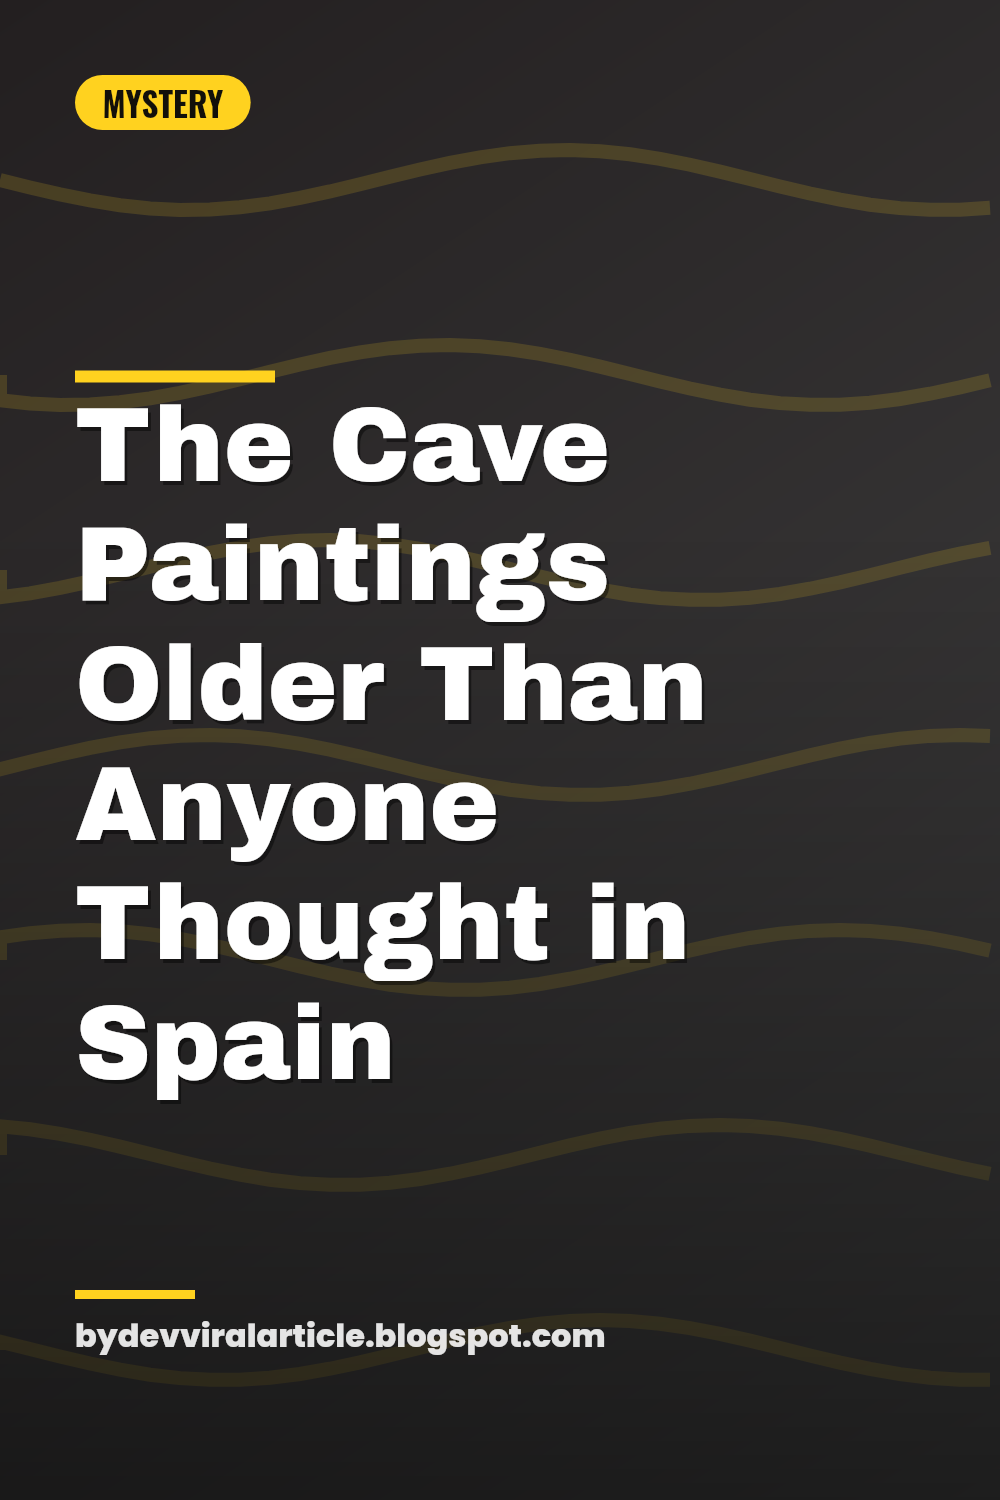 MYSTERY
The Cave
Paintings
Older Than
Anyone
Thought in
Spain
bydevviralarticle.blogspot.com